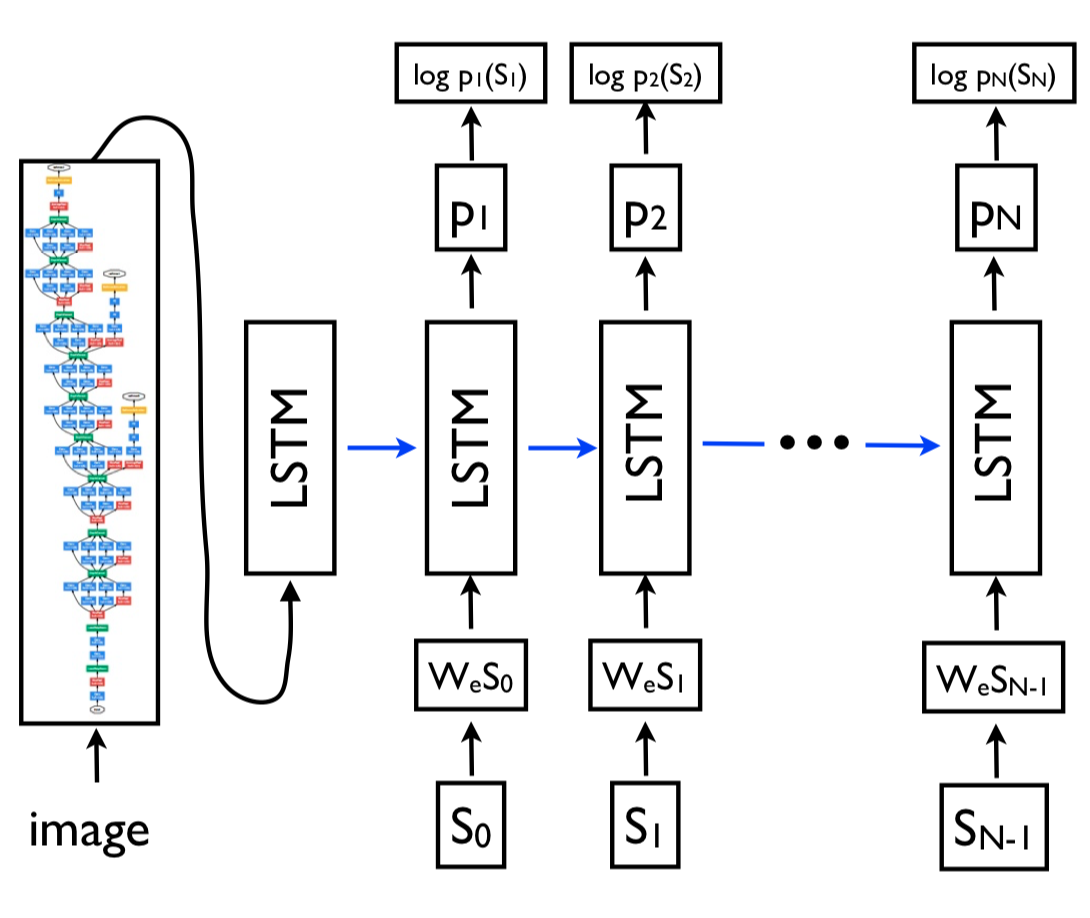 log p1(S1) log p2(S2) log pN(SN)
p1 p2 pN
LSTM LSTM LSTM LSTM
WeS0 WeS1 WeSN-1
image S0 S1 SN-1